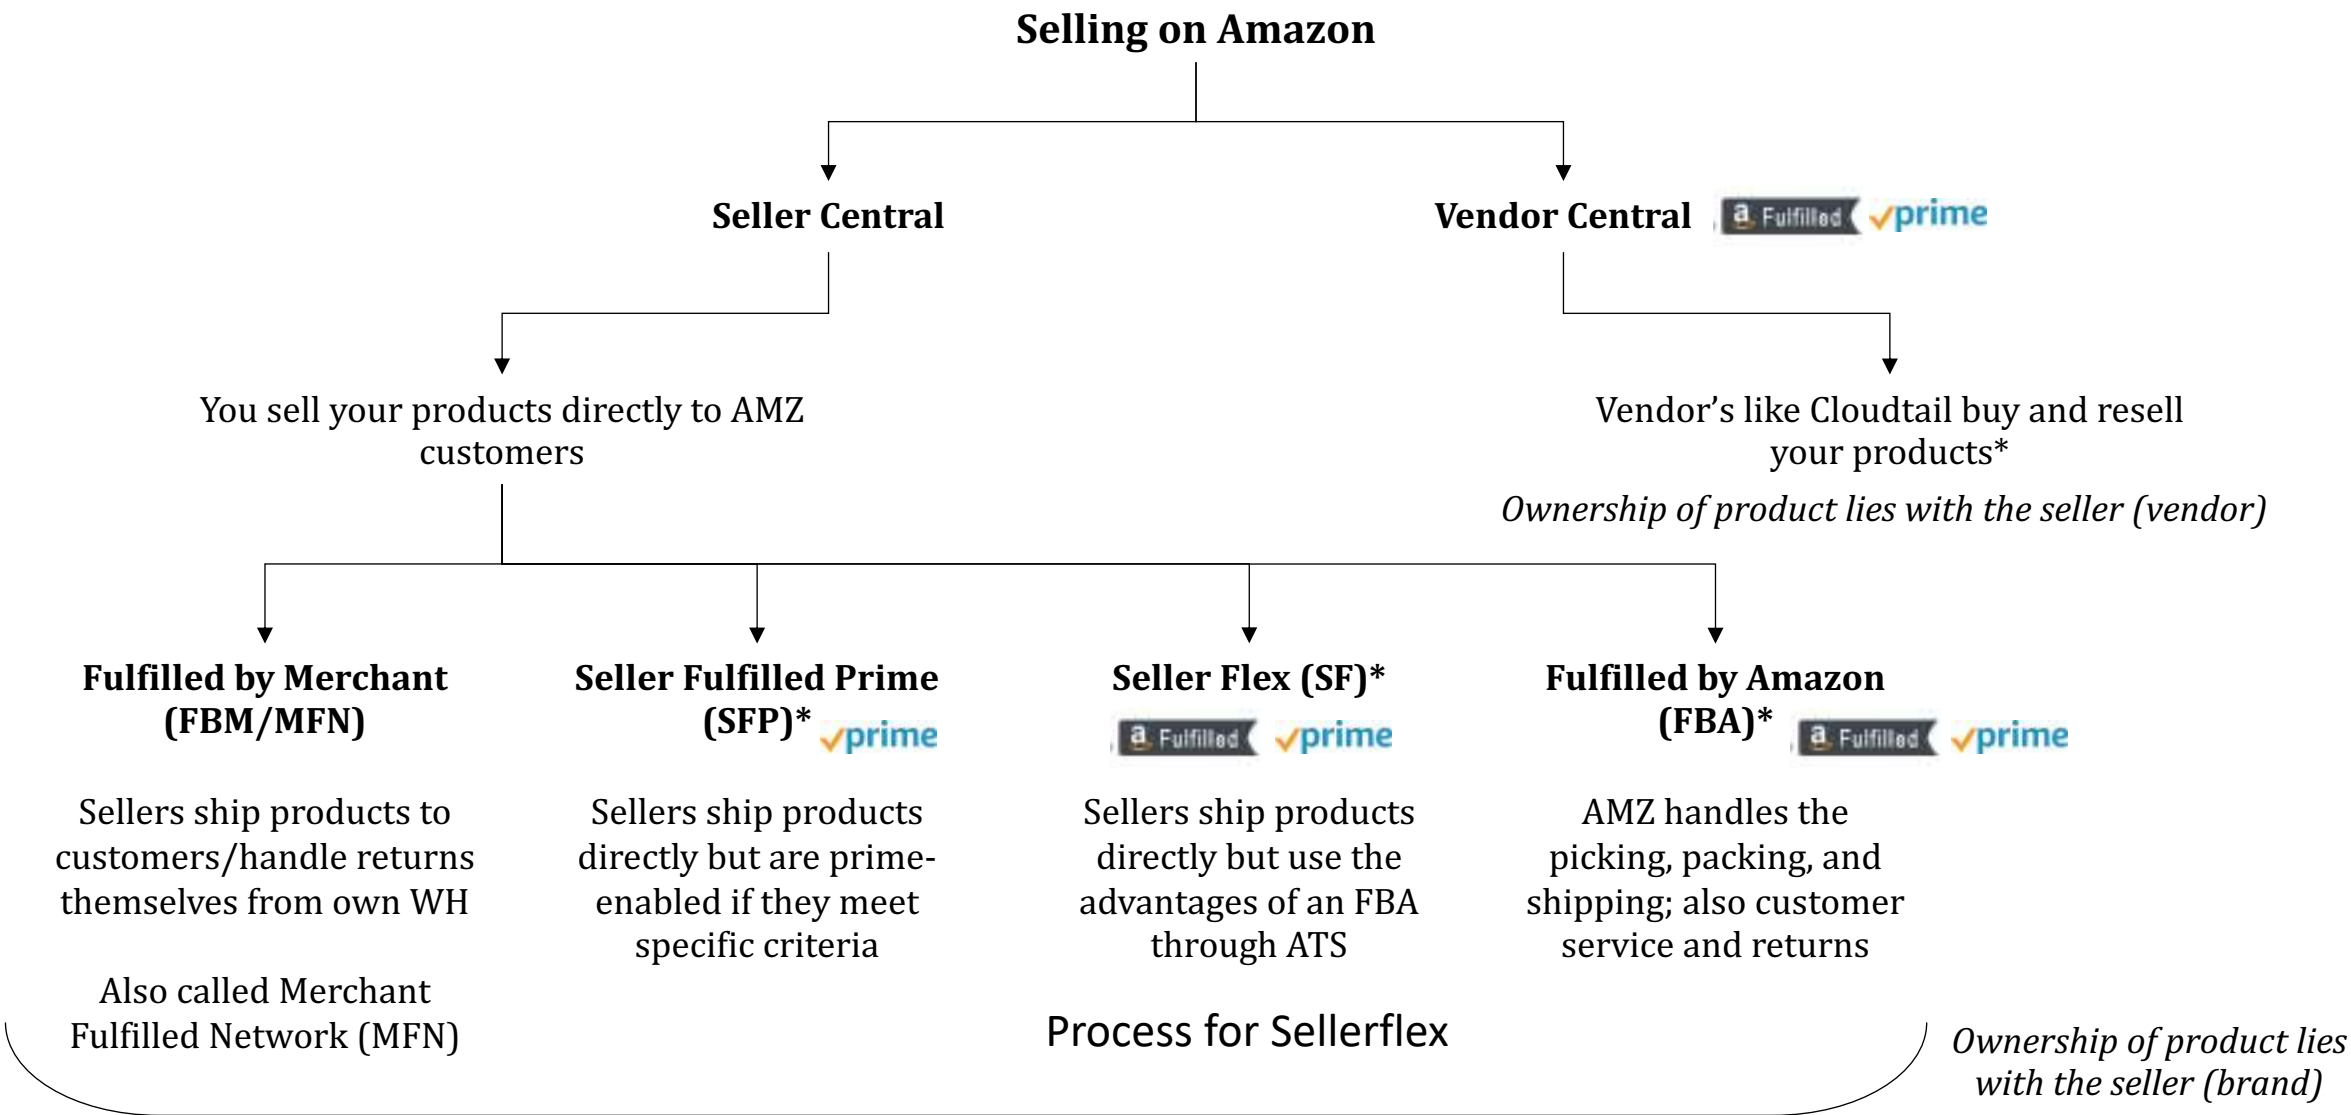 Selling on Amazon
Seller Central
Vendor Central
a Fulfilled
prime
You sell your products directly to AMZ
customers
Vendor’s like Cloudtail buy and resell
your products*
Ownership of product lies with the seller (vendor)
Fulfilled by Merchant
(FBM/MFN)
Sellers ship products to
customers/handle returns
themselves from own WH
Also called Merchant
Fulfilled Network (MFN)
Seller Fulfilled Prime
(SFP)*
prime
Sellers ship products
directly but are prime-
enabled if they meet
specific criteria
Seller Flex (SF)*
a Fulfilled
prime
Sellers ship products
directly but use the
advantages of an FBA
through ATS
Process for Sellerflex
Fulfilled by Amazon
(FBA)*
a Fulfilled
prime
AMZ handles the
picking, packing, and
shipping; also customer
service and returns
Ownership of product lies
with the seller (brand)